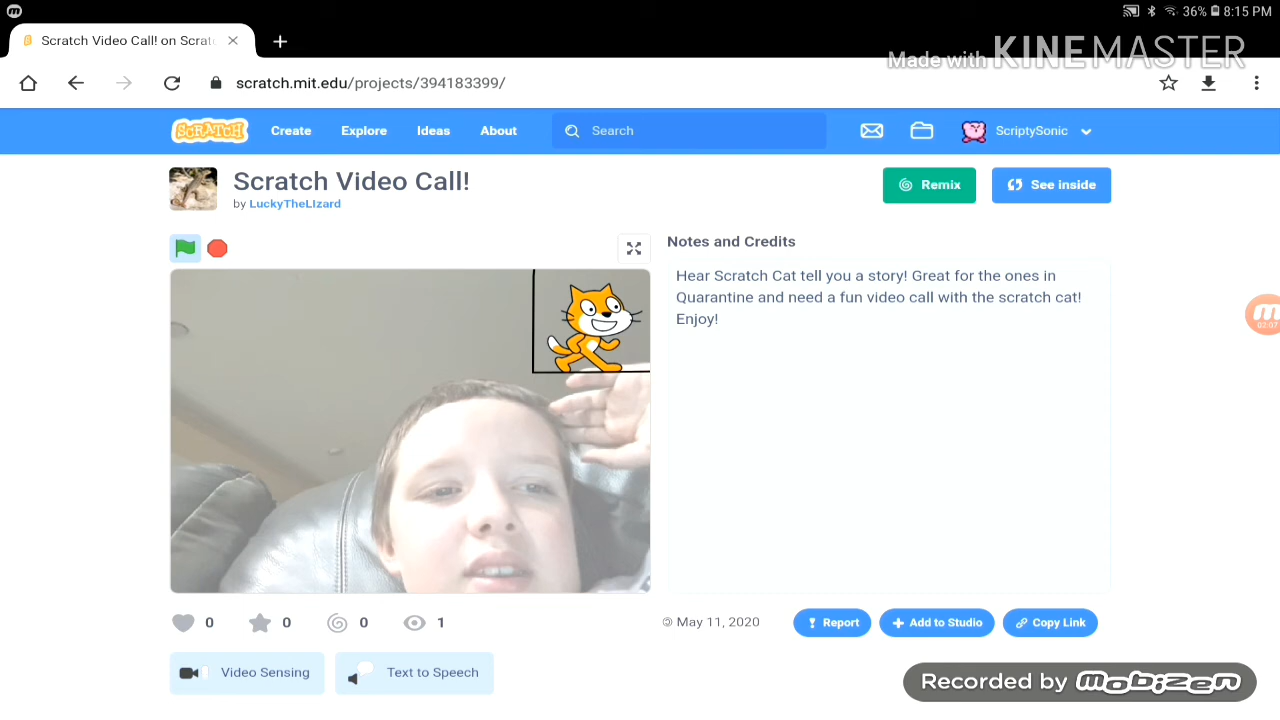 36% 8:15 PM
Scratch Video Call! on Scrat
Made with KINEMASTER
scratch.mit.edu/projects/394183399/
SCRATCH Create Explore Ideas About Search ScriptySonic
Scratch Video Call!
by LuckyTheLIzard
Remix See inside
Notes and Credits
Hear Scratch Cat tell you a story! Great for the ones in
Quarantine and need a fun video call with the scratch cat!
Enjoy!
02:07
0 0 0 1
© May 11, 2020 Report Add to Studio Copy Link
Video Sensing Text to Speech
Recorded by mobizen